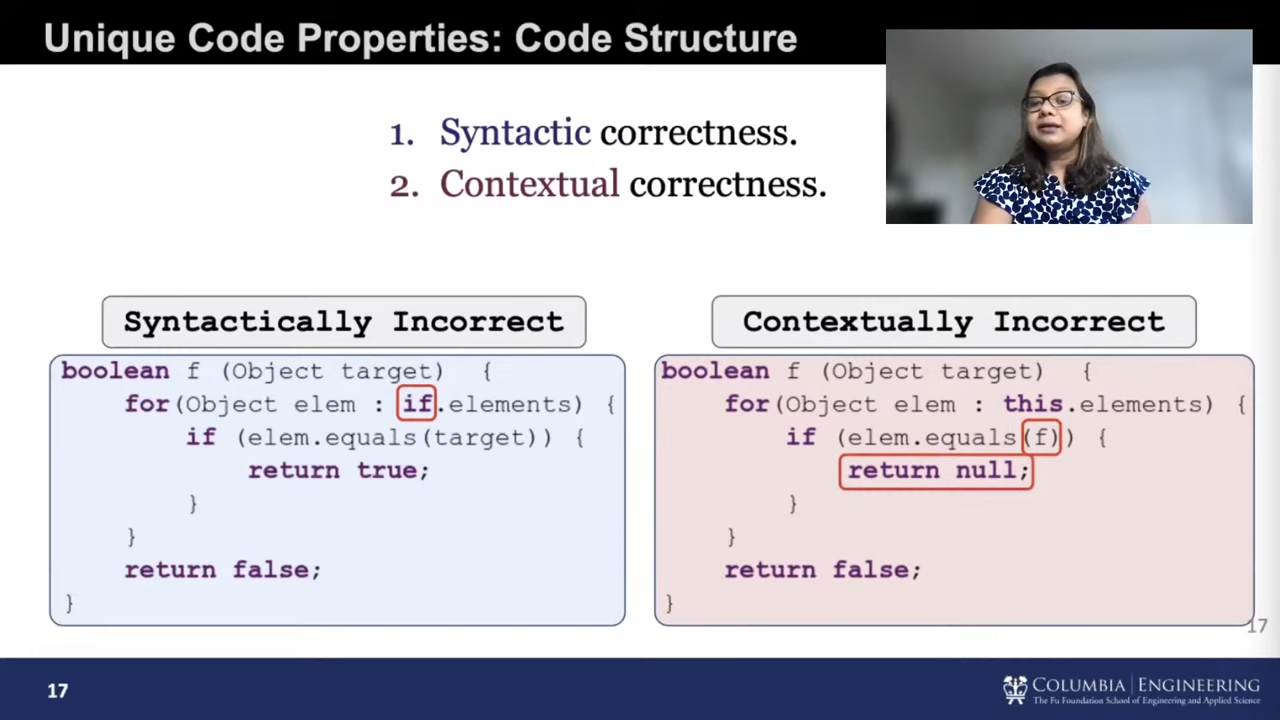 Unique Code Properties: Code Structure
1. Syntactic correctness.
2. Contextual correctness.
Syntactically Incorrect
boolean f (Object target) {
for(Object elem : if.elements) {
if (elem.equals(target)) {
return true;
}
}
return false;
}
Contextually Incorrect
boolean f (Object target) {
for(Object elem : this.elements) {
if (elem.equals(f)) {
return null;
}
}
return false;
}
17
17
COLUMBIA | ENGINEERING
The Fu Foundation School of Engineering and Applied Science